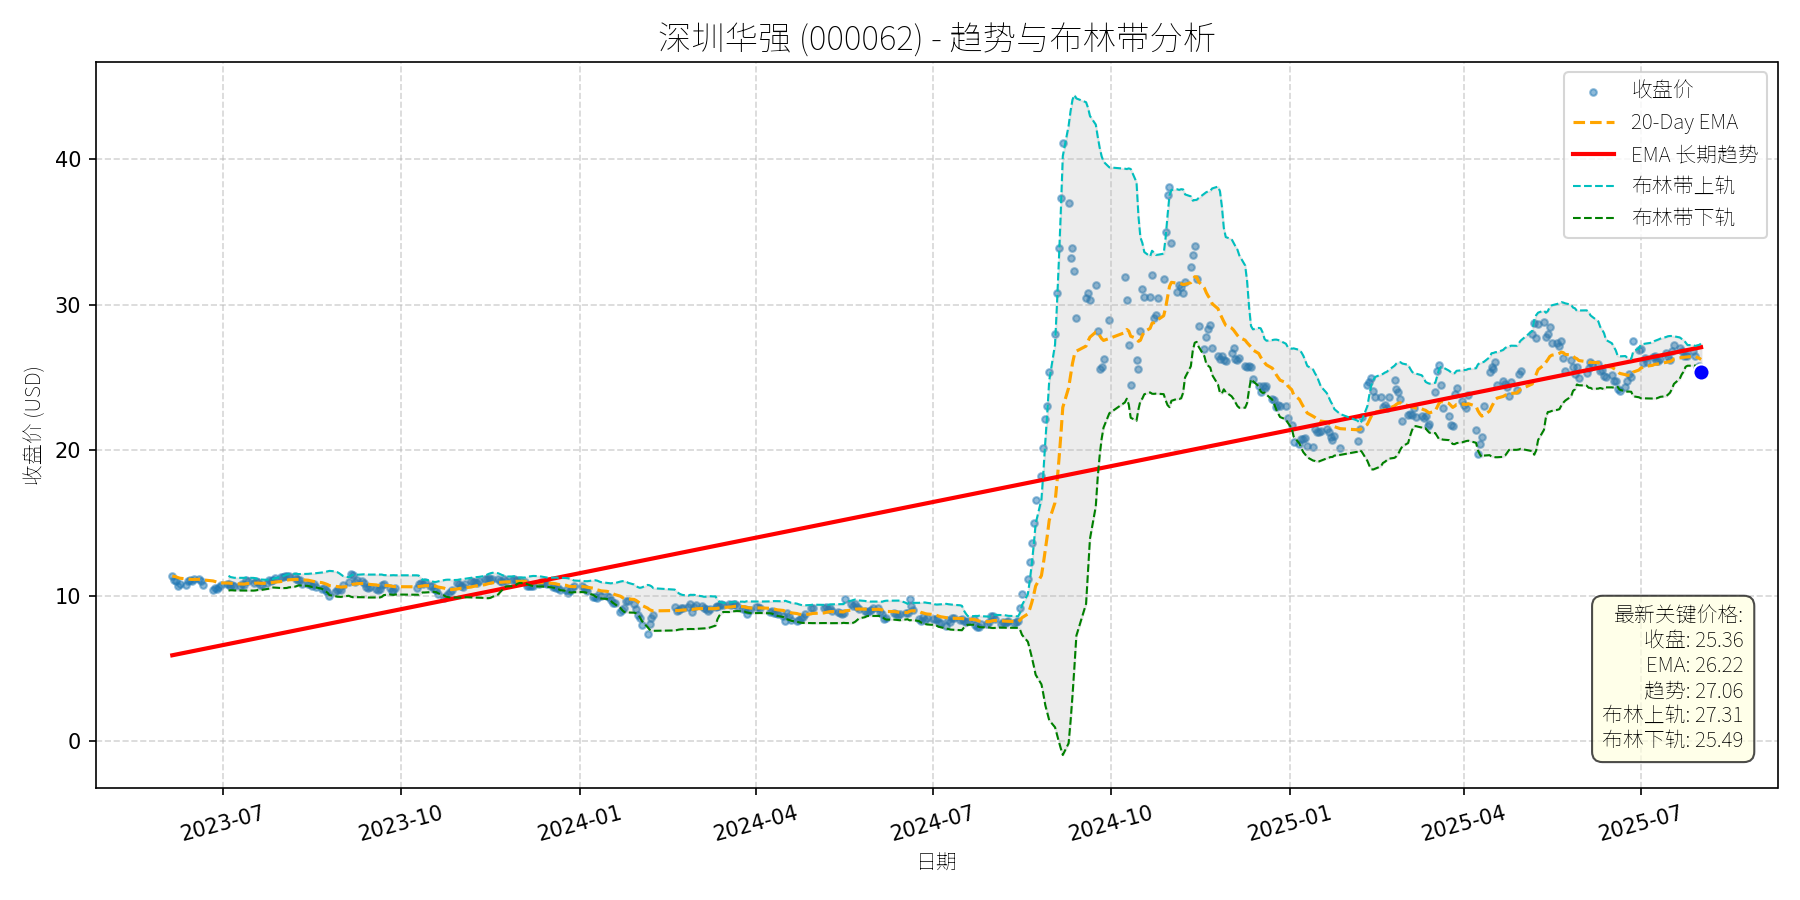 深圳华强 (000062) - 趋势与布林带分析
收盘价
20-Day EMA
EMA 长期趋势
布林带上轨
布林带下轨
收盘价 (USD)
40
30
20
10
0
最新关键价格:
收盘: 25.36
EMA: 26.22
趋势: 27.06
布林上轨: 27.31
布林下轨: 25.49
2023-07
2023-10
2024-01
2024-04
2024-07
2024-10
2025-01
2025-04
2025-07
日期